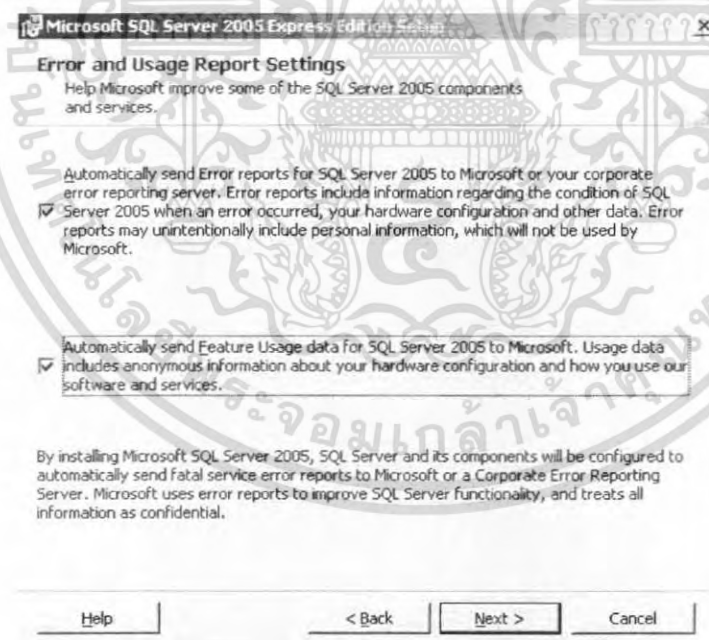 Microsoft SQL Server 2005 Express Edition Setup
Error and Usage Report Settings
Help Microsoft improve some of the SQL Server 2005 components
and services.
Automatically send Error reports for SQL Server 2005 to Microsoft or your corporate
error reporting server. Error reports include information regarding the condition of SQL
Server 2005 when an error occurred, your hardware configuration and other data. Error
reports may unintentionally include personal information, which will not be used by
Microsoft.
Automatically send Feature Usage data for SQL Server 2005 to Microsoft. Usage data
includes anonymous information about your hardware configuration and how you use our
software and services.
By installing Microsoft SQL Server 2005, SQL Server and its components will be configured to
automatically send fatal service error reports to Microsoft or a Corporate Error Reporting
Server. Microsoft uses error reports to improve SQL Server functionality, and treats all
information as confidential.
Help
< Back
Next >
Cancel